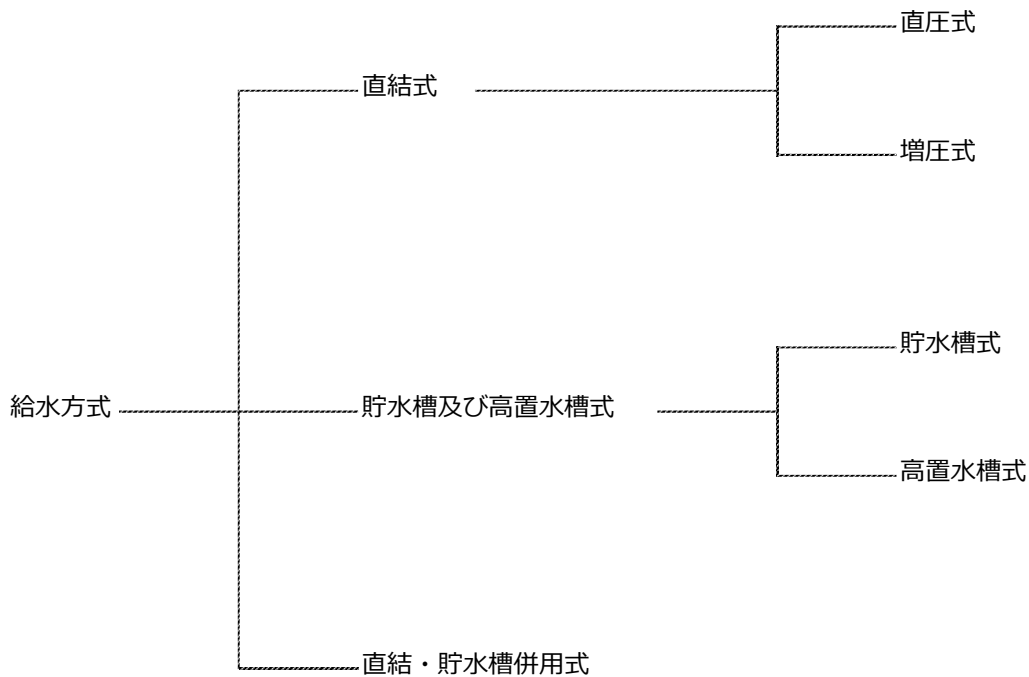 直圧式
直結式
増圧式
貯水槽式
給水方式
貯水槽及び高置水槽式
高置水槽式
直結・貯水槽併用式